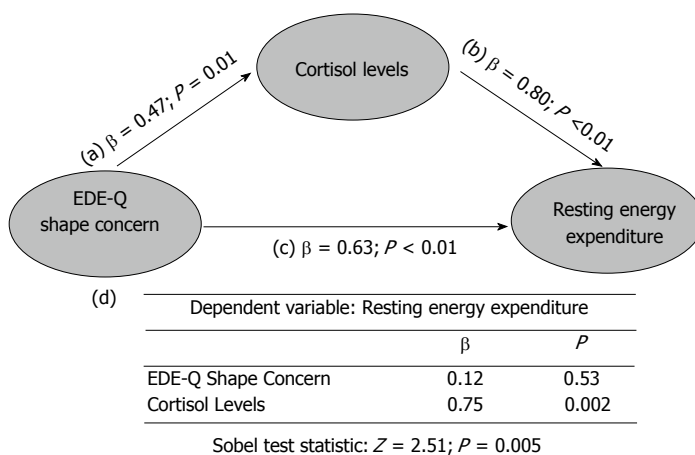 Cortisol levels
(a) β = 0.47; P = 0.01
(b) β = 0.80; P <0.01
EDE-Q
shape concern
Resting energy
expenditure
(c) β = 0.63; P < 0.01
(d)
Dependent variable: Resting energy expenditure
β P
EDE-Q Shape Concern 0.12 0.53
Cortisol Levels 0.75 0.002
Sobel test statistic: Z = 2.51; P = 0.005